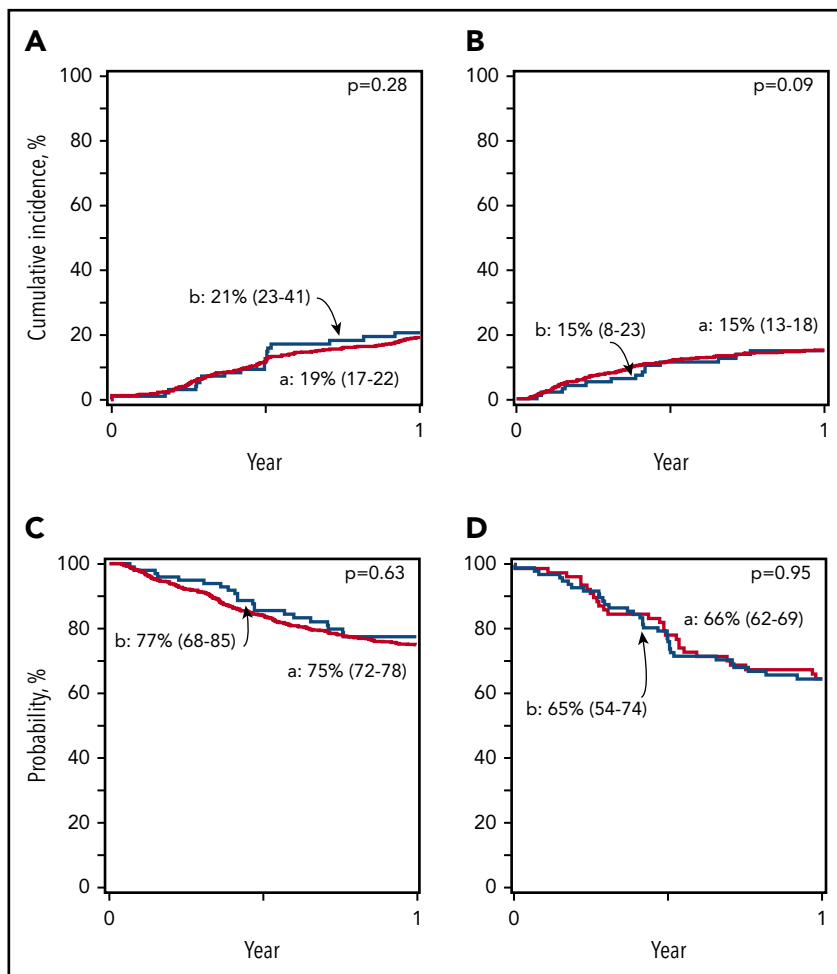 A
100
80
60
40
20
0
Cumulative incidence, %
p=0.28
b: 21% (23-41)
a: 19% (17-22)
0
1
Year
B
100
80
60
40
20
0
p=0.09
b: 15% (8-23)
a: 15% (13-18)
0
1
Year
C
100
80
60
40
20
0
Probability, %
p=0.63
b: 77% (68-85)
a: 75% (72-78)
0
1
Year
D
100
80
60
40
20
0
p=0.95
a: 66% (62-69)
b: 65% (54-74)
0
1
Year